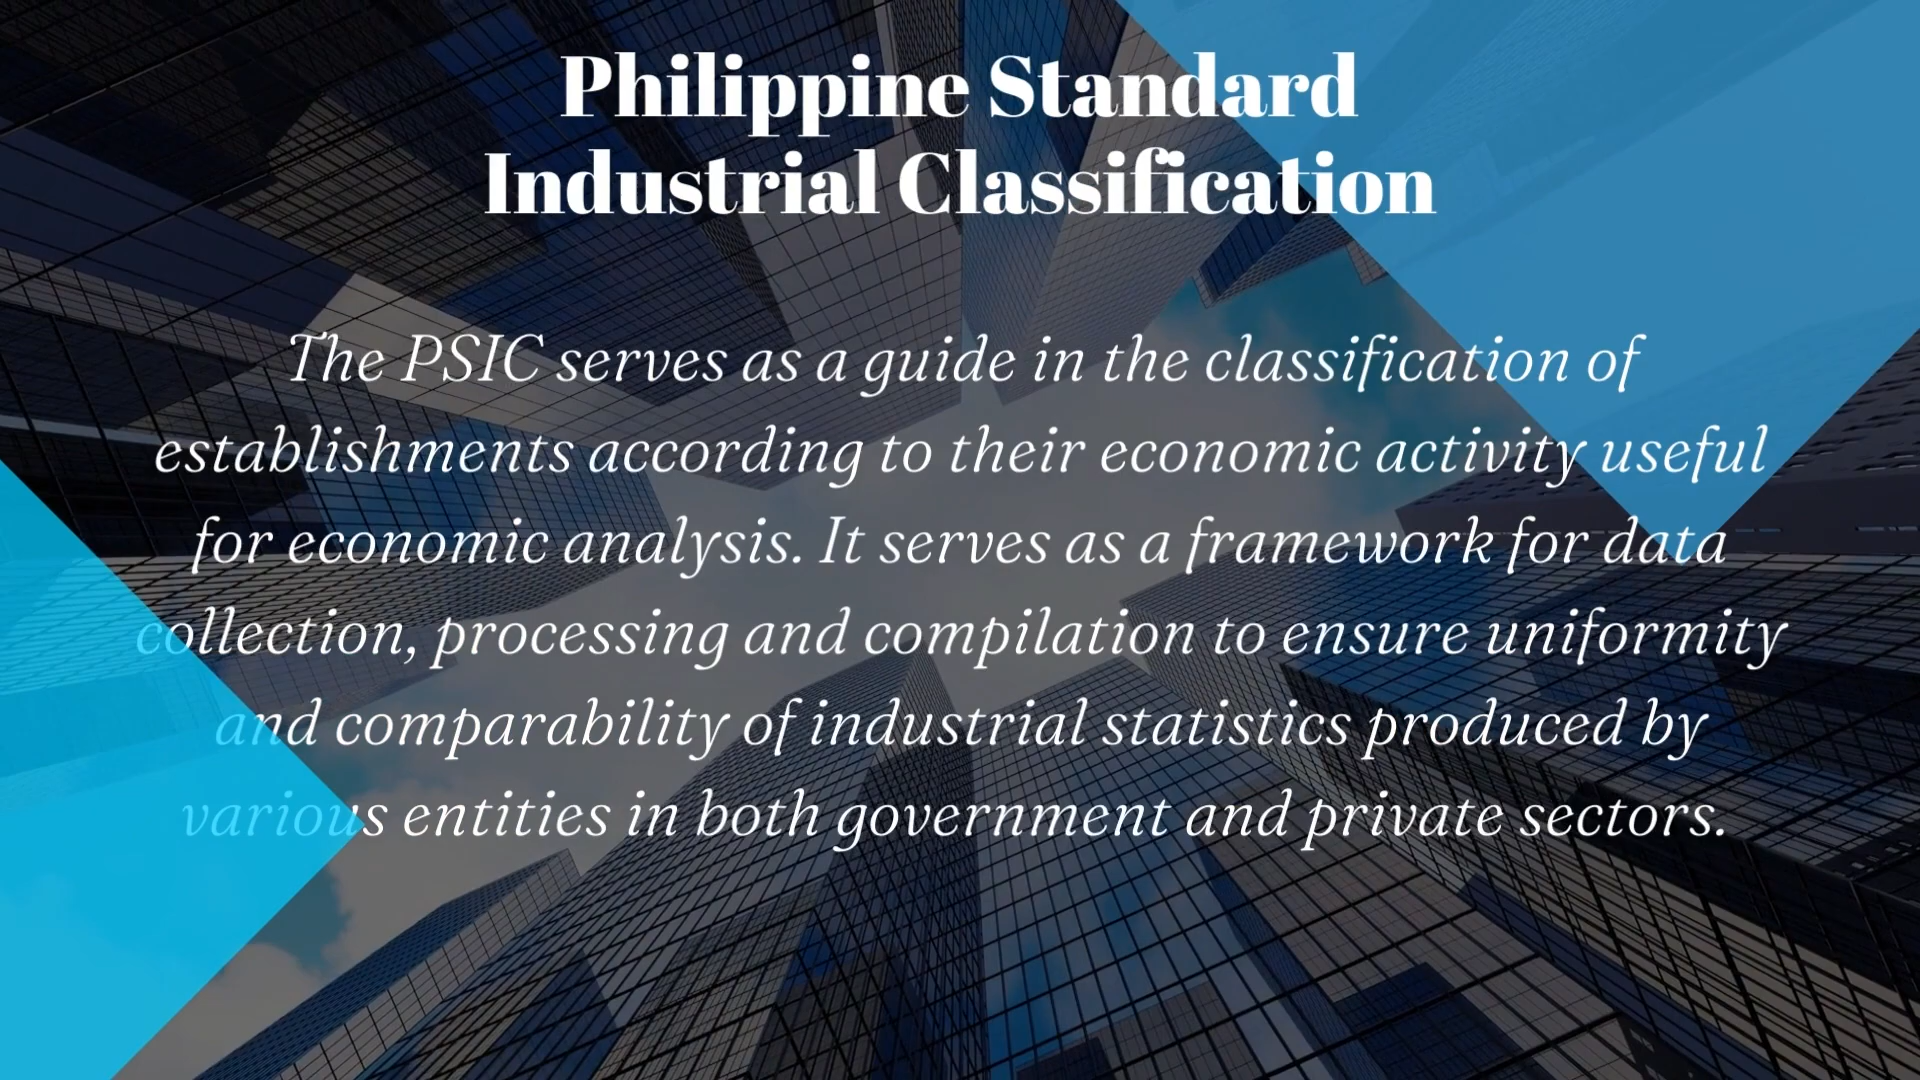 Philippine Standard
Industrial Classification
The PSIC serves as a guide in the classification of
establishments according to their economic activity useful
for economic analysis. It serves as a framework for data
collection, processing and compilation to ensure uniformity
and comparability of industrial statistics produced by
various entities in both government and private sectors.